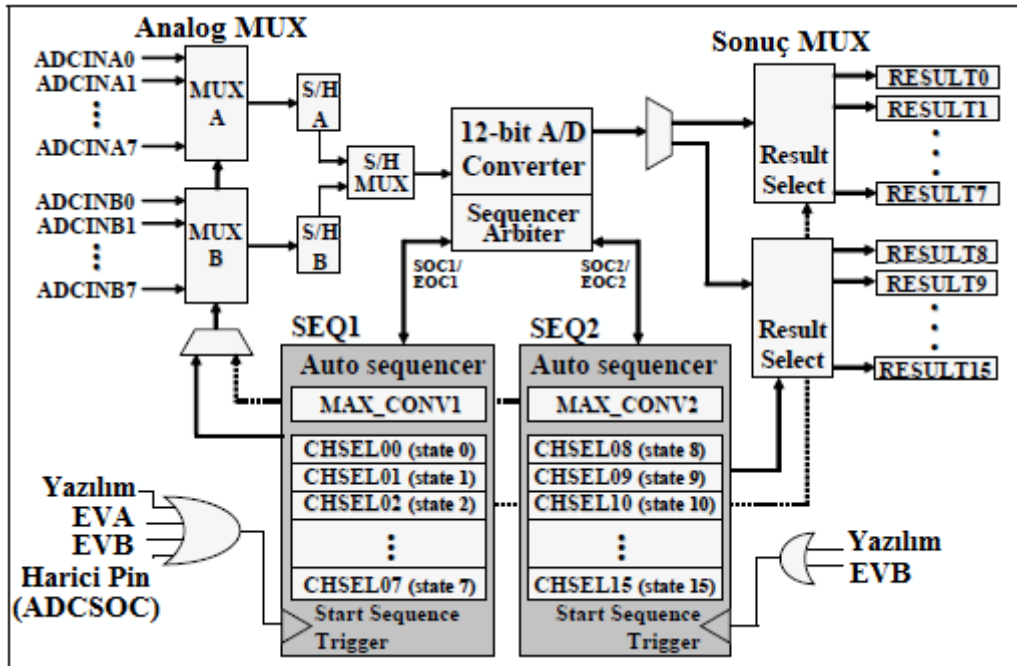 Analog MUX
Sonuç MUX
ADCINA0
ADCINA1
ADCINA7
MUX
A
S/H
A
ADCINB0
ADCINB1
ADCINB7
MUX
B
S/H
B
S/H
MUX
12-bit A/D
Converter
Sequencer
Arbiter
Result
Select
RESULT0
RESULT1
RESULT7
Result
Select
RESULT8
RESULT9
RESULT15
SOC1/
EOC1
SOC2/
EOC2
SEQ1
Auto sequencer
MAX_CONV1
CHSEL00 (state 0)
CHSEL01 (state 1)
CHSEL02 (state 2)
CHSEL07 (state 7)
Start Sequence
Trigger
SEQ2
Auto sequencer
MAX_CONV2
CHSEL08 (state 8)
CHSEL09 (state 9)
CHSEL10 (state 10)
CHSEL15 (state 15)
Start Sequence
Trigger
Yazılım
EVA
EVB
Harici Pin
(ADCSOC)
Yazılım
EVB